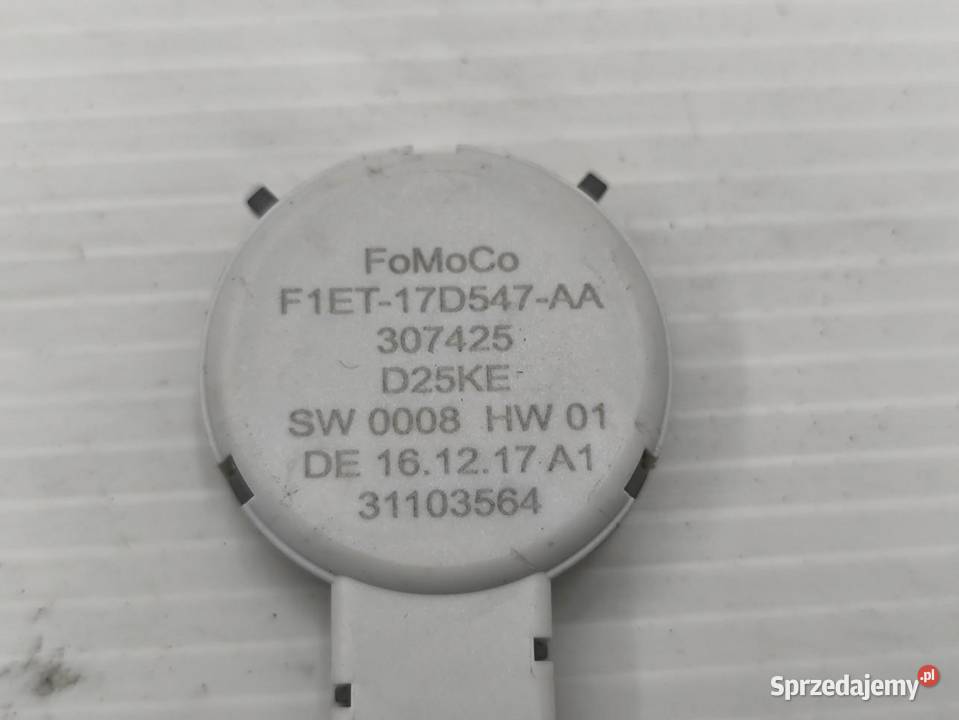 FoMoCo
F1ET-17D547-AA
307425
D25KE
SW 0008 HW 01
DE 16.12.17 A1
31103564
Sprzedajemy.pl